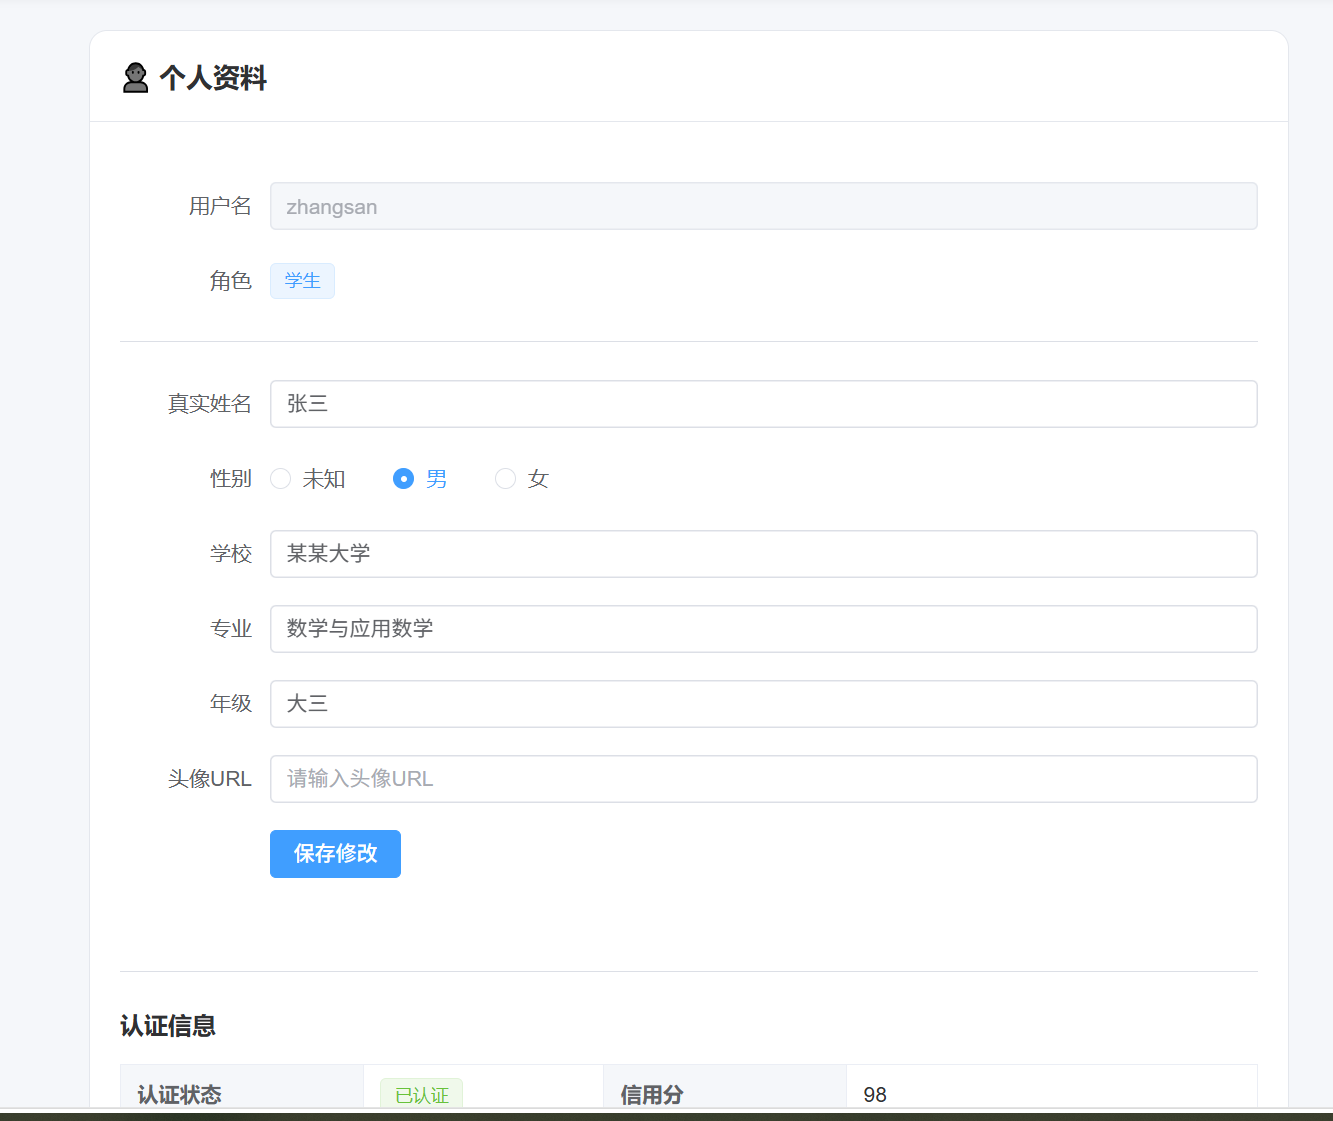 个人资料
用户名 zhangsan
角色 学生
真实姓名 张三
性别 未知 男 女
学校 某某大学
专业 数学与应用数学
年级 大三
头像URL 请输入头像URL
保存修改
认证信息
认证状态 已认证 信用分 98